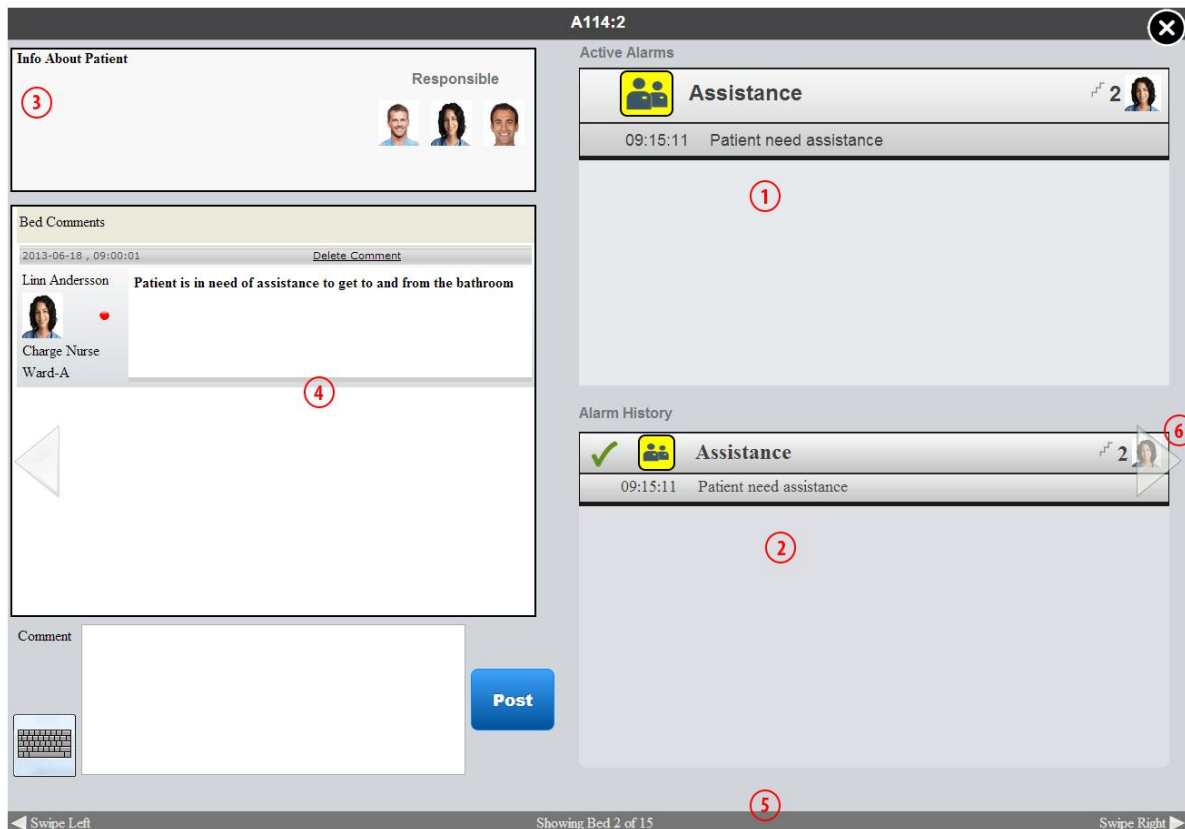 A114:2
Info About Patient
3
Responsible
Bed Comments
2013-06-18 , 09:00:01 Delete Comment
Linn Andersson
Patient is in need of assistance to get to and from the bathroom
Charge Nurse
Ward-A
4
Comment
Post
Active Alarms
Assistance 2
09:15:11 Patient need assistance
1
Alarm History
6
Assistance 2
09:15:11 Patient need assistance
2
5
Swipe Left Showing Bed 2 of 15 Swipe Right